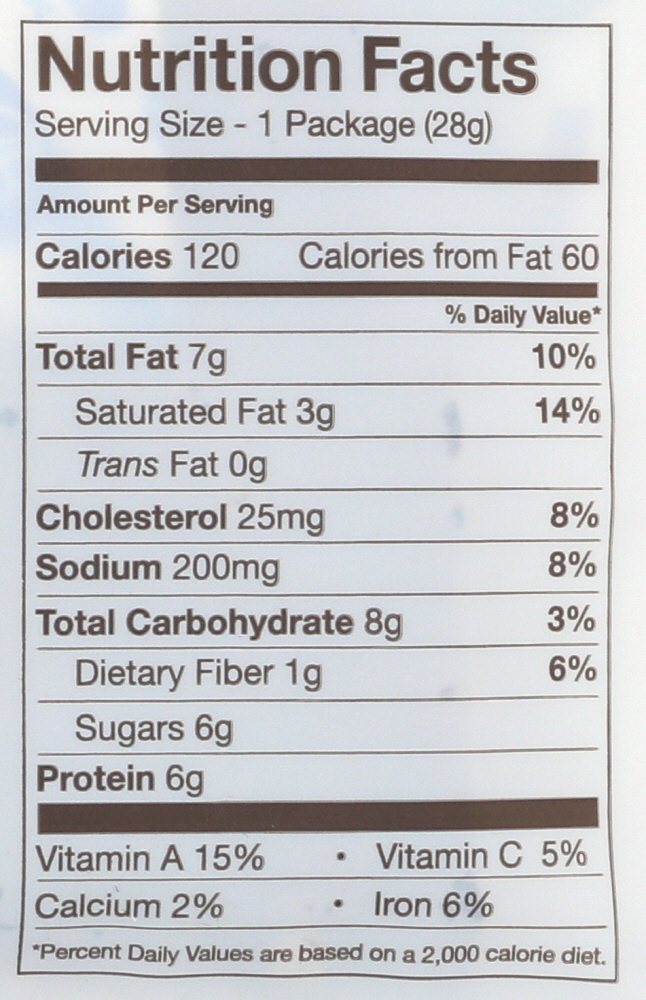 Nutrition Facts
Serving Size - 1 Package (28g)
Amount Per Serving
Calories 120 Calories from Fat 60
% Daily Value*
Total Fat 7g 10%
Saturated Fat 3g 14%
Trans Fat 0g
Cholesterol 25mg 8%
Sodium 200mg 8%
Total Carbohydrate 8g 3%
Dietary Fiber 1g 6%
Sugars 6g
Protein 6g
Vitamin A 15% • Vitamin C 5%
Calcium 2% • Iron 6%
*Percent Daily Values are based on a 2,000 calorie diet.